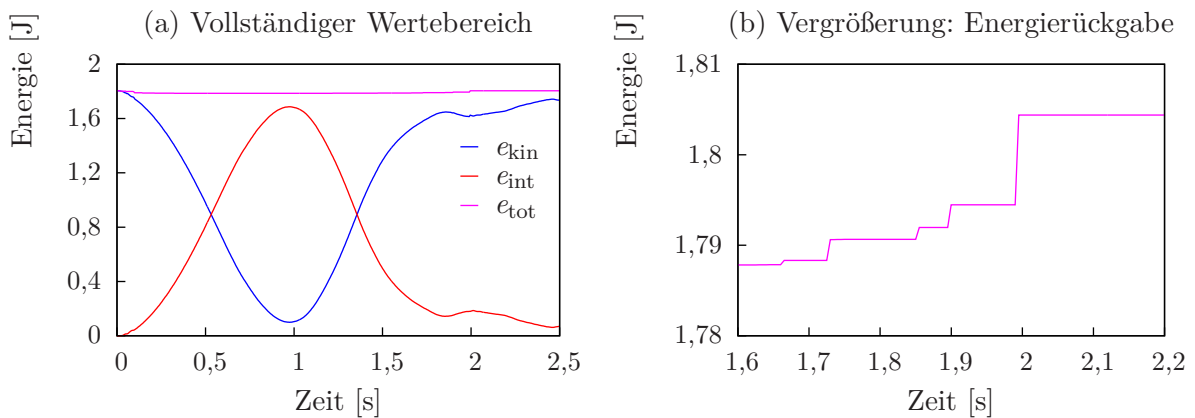 (a) Vollständiger Wertebereich
Energie [J]
2
1,6
1,2
0,8
0,4
0
0 0,5 1 1,5 2 2,5
Zeit [s]
e_kin
e_int
e_tot
(b) Vergrößerung: Energierückgabe
Energie [J]
1,81
1,8
1,79
1,78
1,6 1,7 1,8 1,9 2 2,1 2,2
Zeit [s]